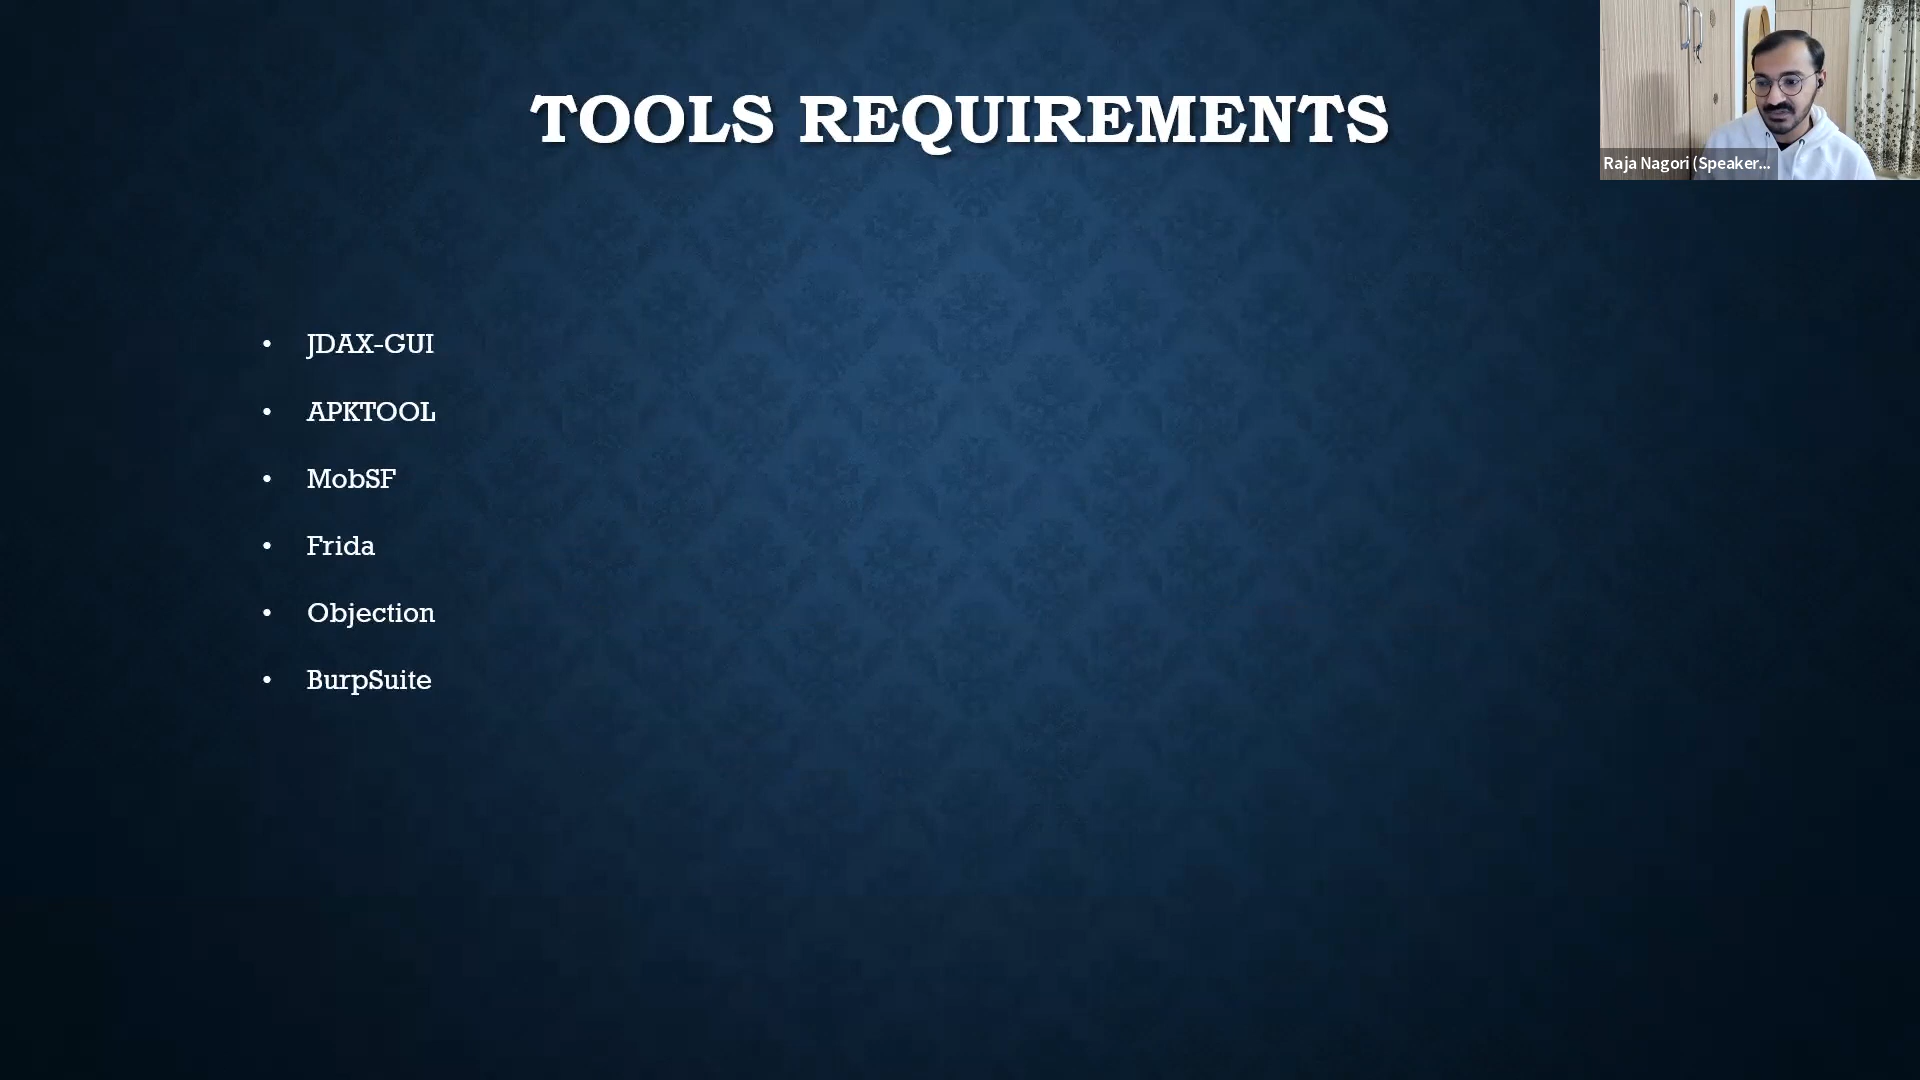 TOOLS REQUIREMENTS
Raja Nagori (Speaker...
• JDAX-GUI
• APKTOOL
• MobSF
• Frida
• Objection
• BurpSuite